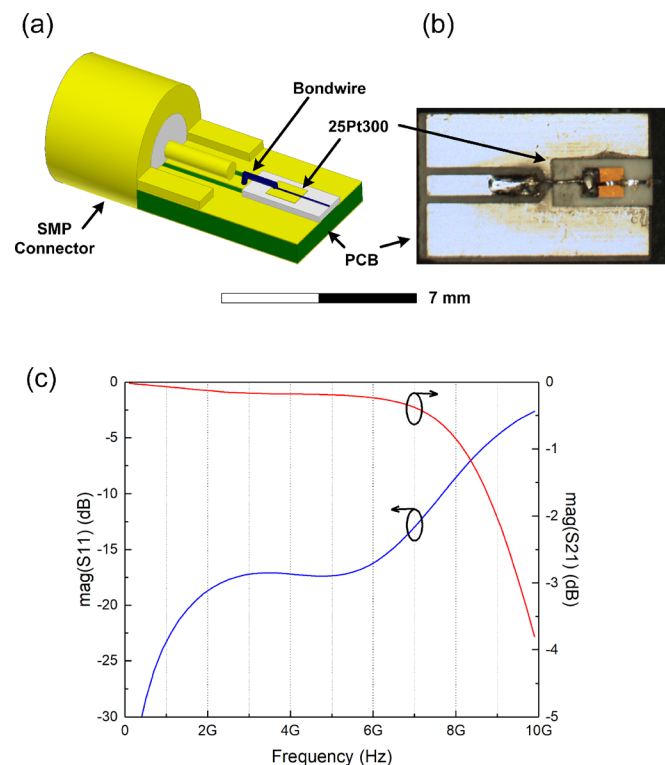 (a)
(b)
Bondwire
25Pt300
SMP
Connector
PCB
7 mm
(c)
0
-5
-10
-15
-20
-25
-30
mag(S11) (dB)
0
-1
-2
-3
-4
-5
mag(S21) (dB)
0 2G 4G 6G 8G 10G
Frequency (Hz)